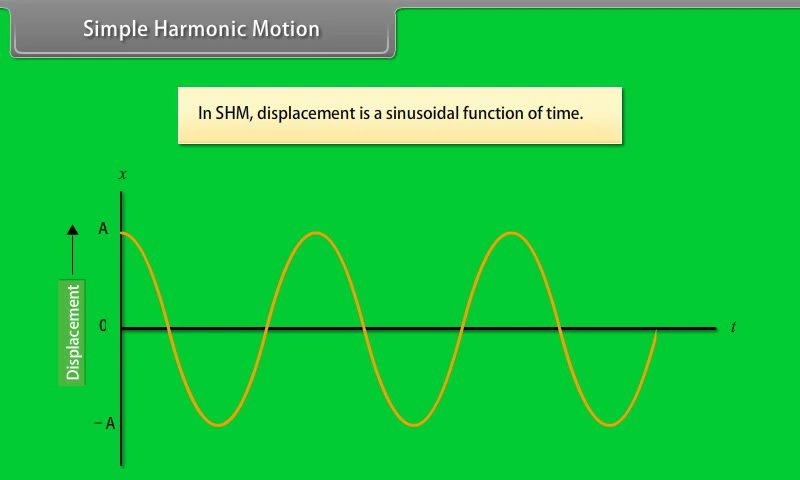 Simple Harmonic Motion
In SHM, displacement is a sinusoidal function of time.
x
A
Displacement
0
t
– A